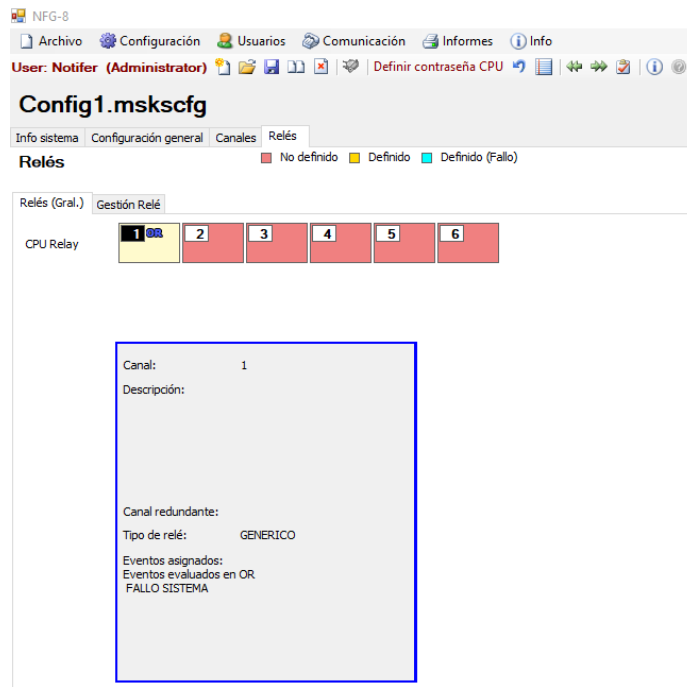 NFG-8
Archivo Configuración Usuarios Comunicación Informes Info
User: Notifer (Administrator) Definir contraseña CPU
Config1.mskscfg
Info sistema Configuración general Canales Relés
Relés No definido Definido Definido (Fallo)
Relés (Gral.) Gestión Relé
CPU Relay 1 OR 2 3 4 5 6
Canal: 1
Descripción:
Canal redundante:
Tipo de relé: GENERICO
Eventos asignados:
Eventos evaluados en OR
FALLO SISTEMA